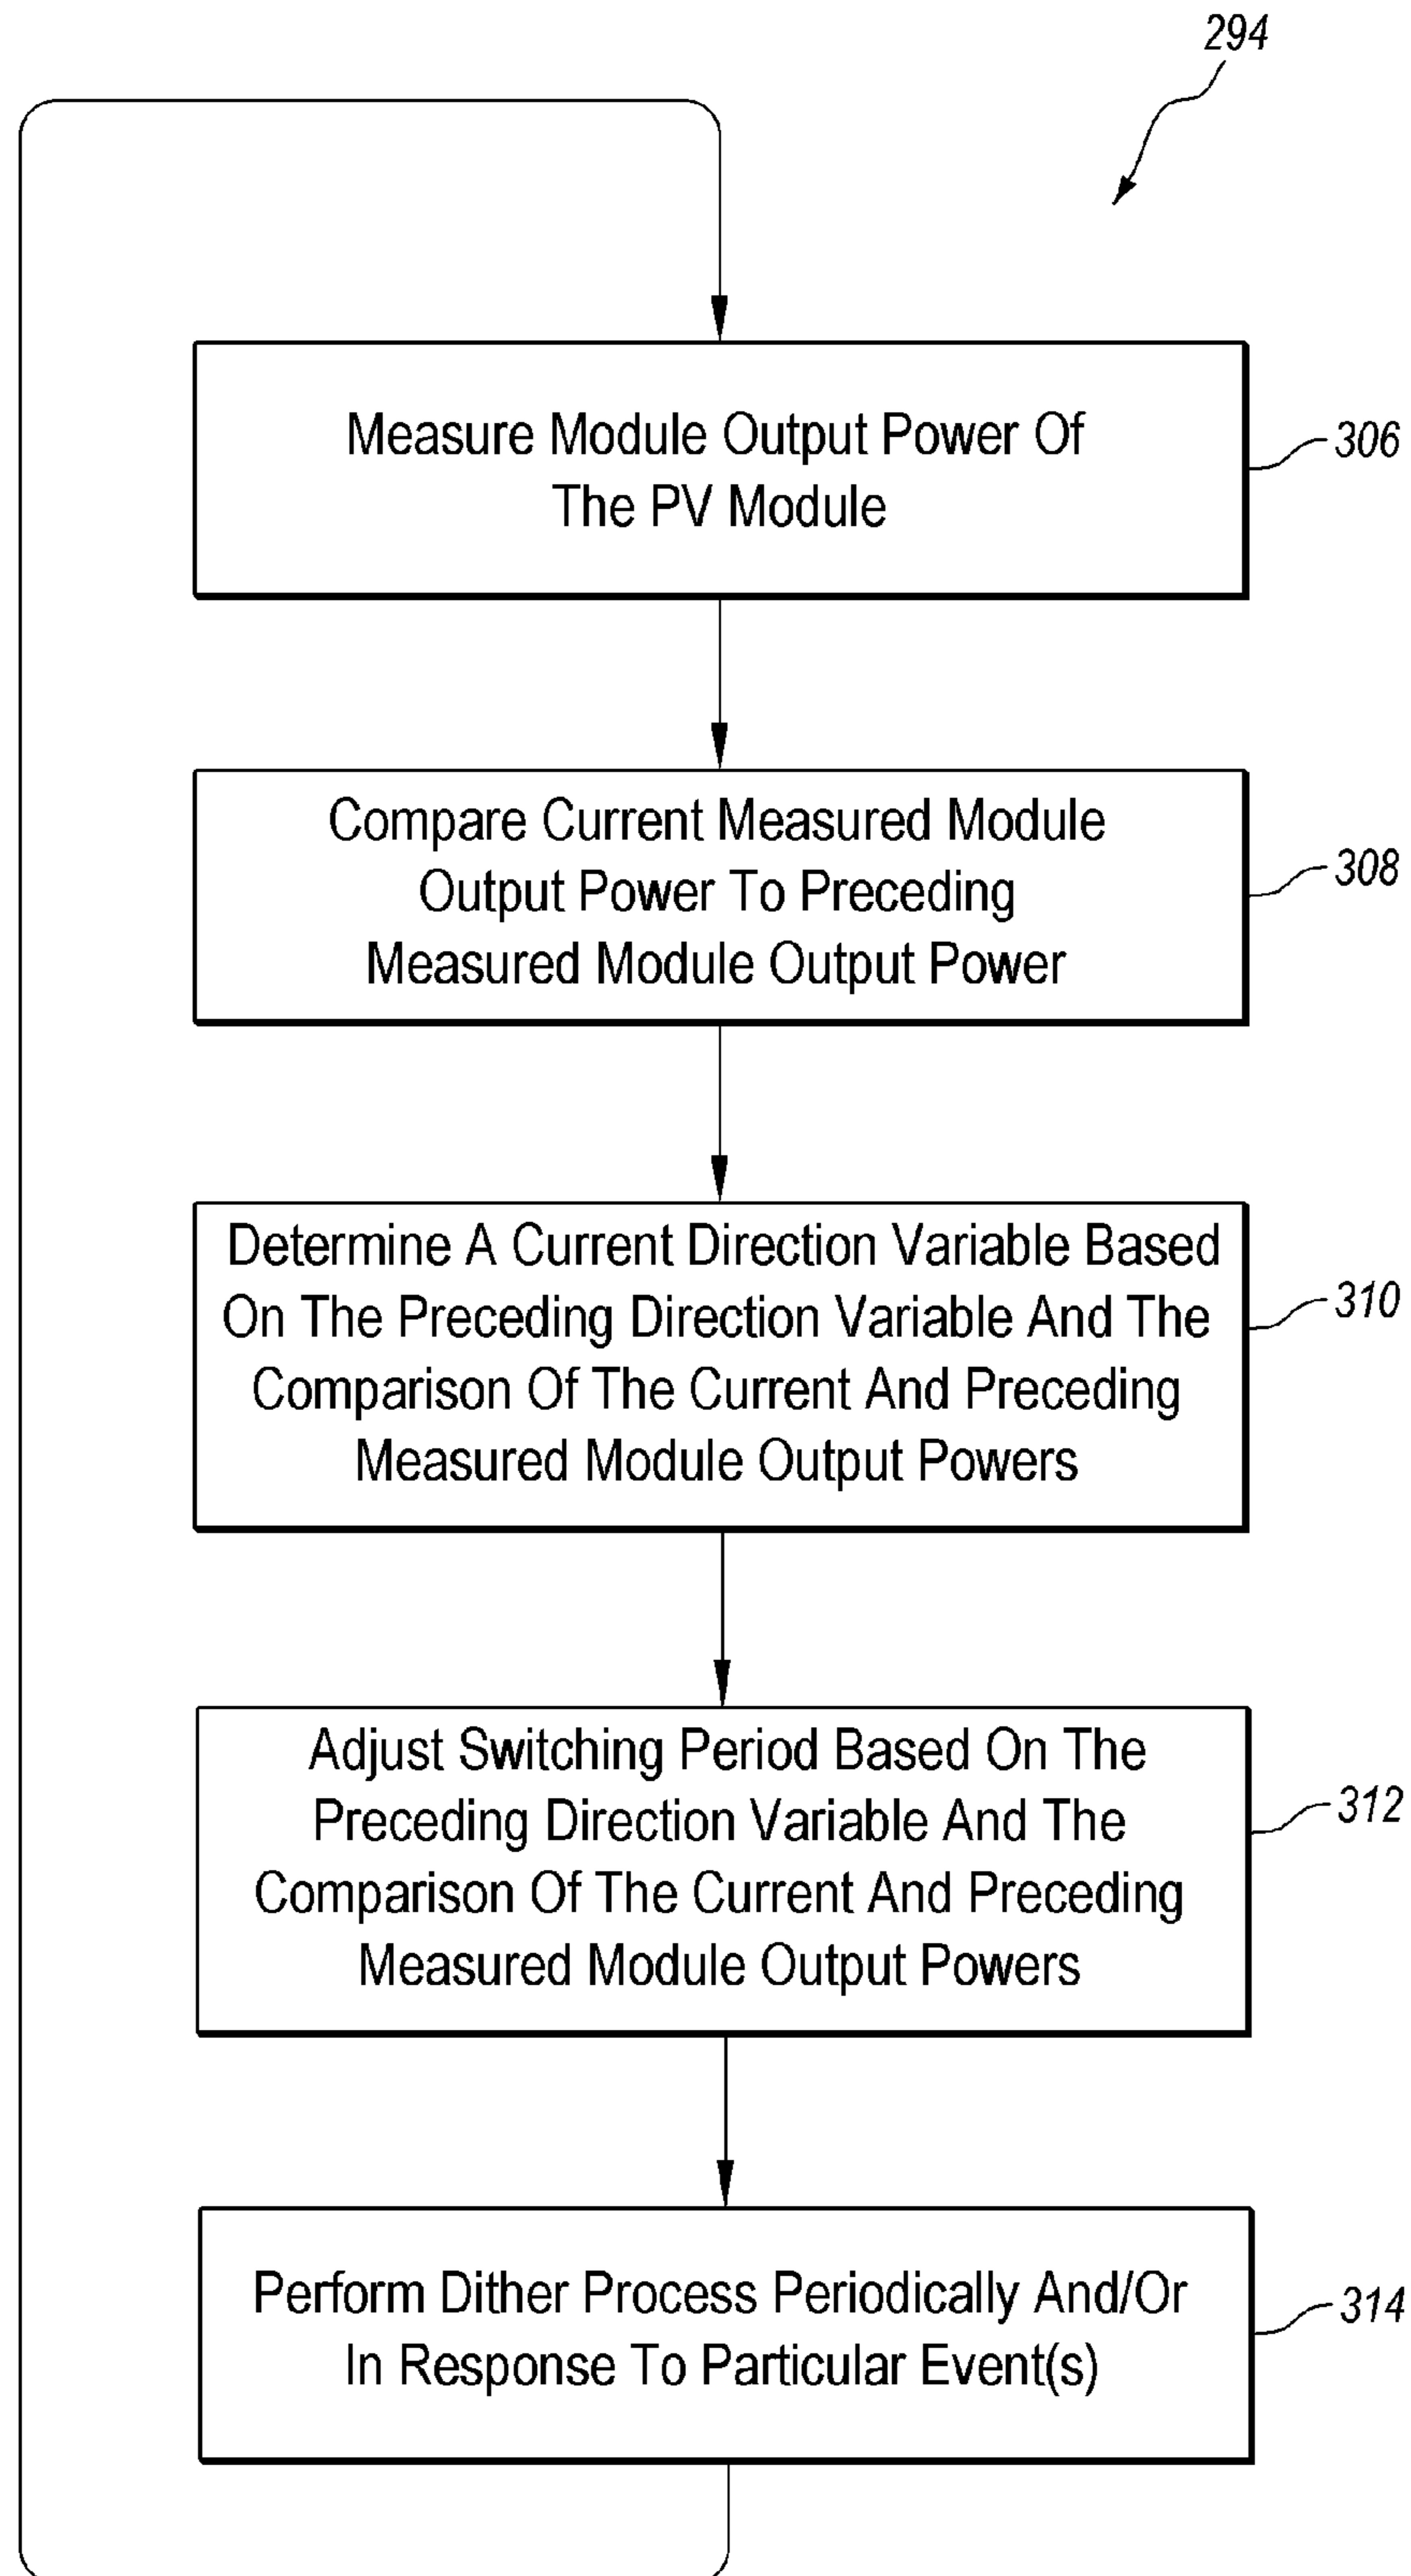 294
Measure Module Output Power Of
The PV Module
306
Compare Current Measured Module
Output Power To Preceding
Measured Module Output Power
308
Determine A Current Direction Variable Based
On The Preceding Direction Variable And The
Comparison Of The Current And Preceding
Measured Module Output Powers
310
Adjust Switching Period Based On The
Preceding Direction Variable And The
Comparison Of The Current And Preceding
Measured Module Output Powers
312
Perform Dither Process Periodically And/Or
In Response To Particular Event(s)
314